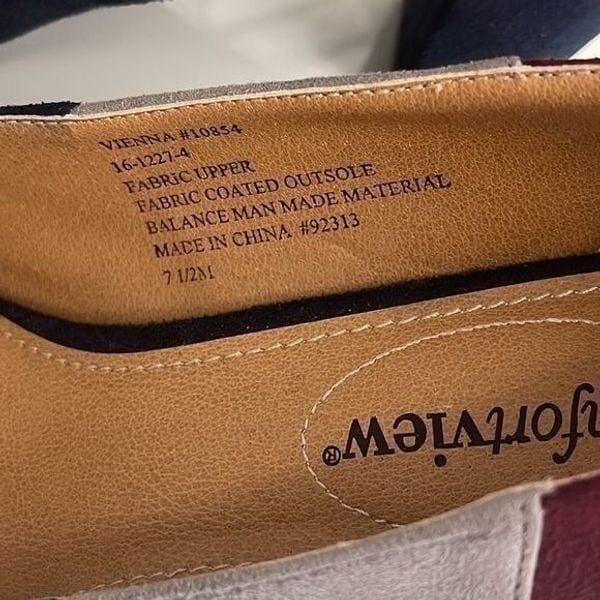 VIENNA #10854
16-1227-4
FABRIC UPPER
FABRIC COATED OUTSOLE
BALANCE MAN MADE MATERIAL
MADE IN CHINA #92313
7 1/2M
nfortview®